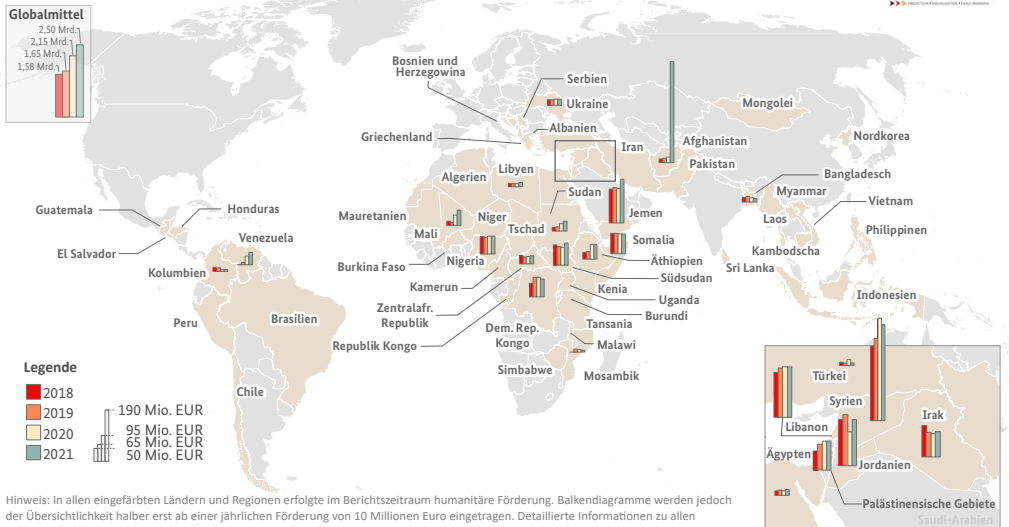 PREDICTION • VISUALISATION • EARLY WARNING
Globalmittel
2,50 Mrd.
2,15 Mrd.
1,65 Mrd.
1,58 Mrd.
Bosnien und
Herzegowina
Serbien
Ukraine
Mongolei
Griechenland
Albanien
Iran
Afghanistan
Nordkorea
Pakistan
Algerien
Libyen
Bangladesch
Sudan
Myanmar
Vietnam
Guatemala
Honduras
Mauretanien
Niger
Tschad
Jemen
Laos
Philippinen
Mali
Venezuela
Somalia
Kambodscha
El Salvador
Burkina Faso
Nigeria
Äthiopien
Sri Lanka
Kolumbien
Südsudan
Kamerun
Kenia
Indonesien
Uganda
Zentralafr.
Republik
Burundi
Peru
Brasilien
Dem. Rep.
Kongo
Tansania
Republik Kongo
Malawi
Simbabwe
Mosambik
Chile
Legende
2018
2019
2020
2021
190 Mio. EUR
95 Mio. EUR
65 Mio. EUR
50 Mio. EUR
Türkei
Syrien
Irak
Libanon
Ägypten
Jordanien
Palästinensische Gebiete
Saudi-Arabien
Hinweis: In allen eingefärbten Ländern und Regionen erfolgte im Berichtszeitraum humanitäre Förderung. Balkendiagramme werden jedoch
der Übersichtlichkeit halber erst ab einer jährlichen Förderung von 10 Millionen Euro eingetragen. Detaillierte Informationen zu allen